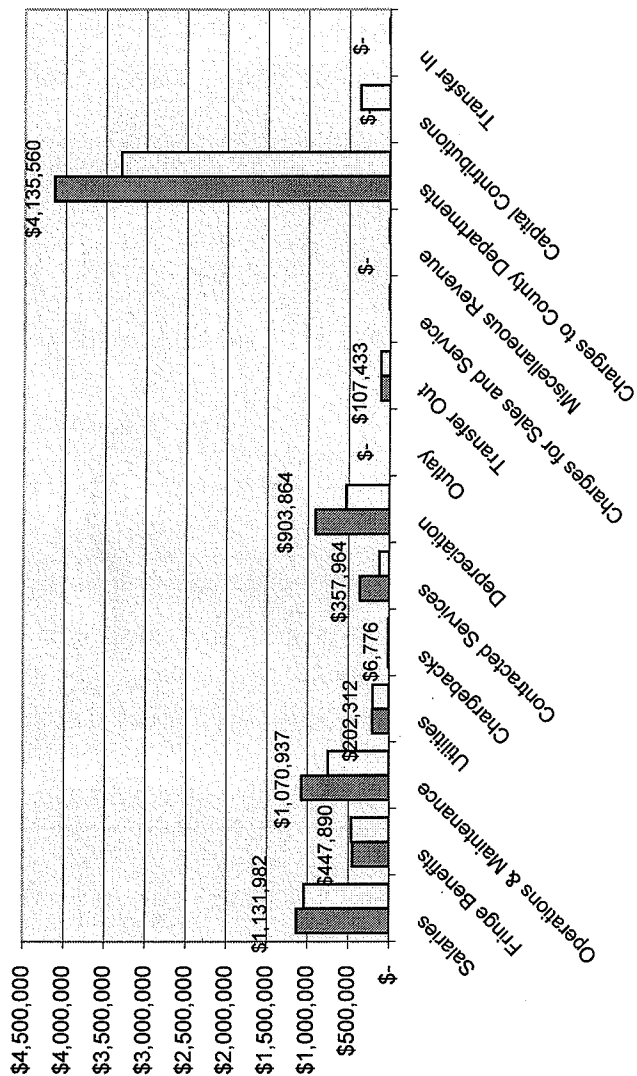 $4,500,000
$4,000,000
$3,500,000
$3,000,000
$2,500,000
$2,000,000
$1,500,000
$1,000,000
$500,000
$-
$1,131,982
$447,890
$1,070,937
$202,312
$6,776
$357,964
$903,864
$-
$107,433
$-
$4,135,560
$-
$-
Salaries
Fringe Benefits
Operations & Maintenance
Utilities
Chargebacks
Contracted Services
Depreciation
Outlay
Transfer Out
Charges for Sales and Service
Miscellaneous Revenue
Charges to County Departments
Capital Contributions
Transfer In